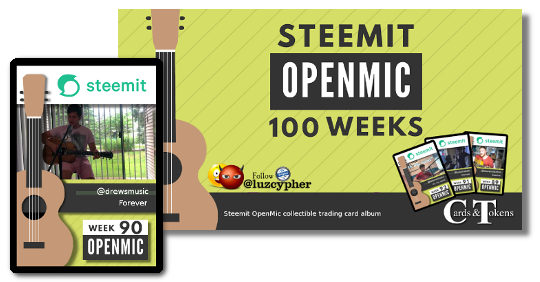 steemit
@drewsmusic
Forever
WEEK 90
OPENMIC
STEEMIT
OPENMIC
100 WEEKS
Follow
@luzcypher
Steemit OpenMic collectible trading card album
Cards & Tokens